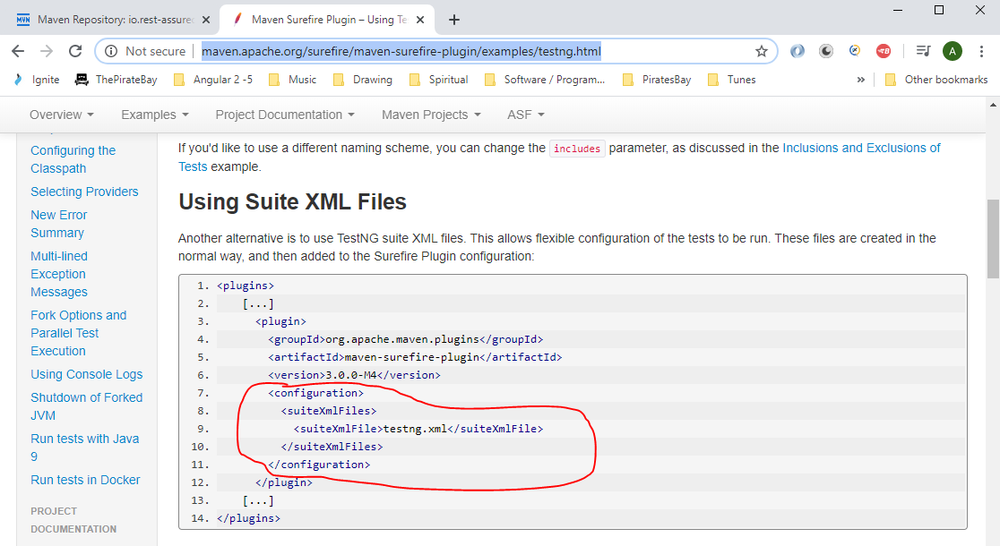 Maven Repository: io.rest-assured
Maven Surefire Plugin – Using Te
Not secure
maven.apache.org/surefire/maven-surefire-plugin/examples/testng.html
A
Ignite
ThePirateBay
Angular 2 -5
Music
Drawing
Spiritual
Software / Program...
PiratesBay
Tunes
»
Other bookmarks
Overview
Examples
Project Documentation
Maven Projects
ASF
Configuring the
Classpath
Selecting Providers
New Error
Summary
Multi-lined
Exception
Messages
Fork Options and
Parallel Test
Execution
Using Console Logs
Shutdown of Forked
JVM
Run tests with Java
9
Run tests in Docker
PROJECT
DOCUMENTATION
If you'd like to use a different naming scheme, you can change the includes parameter, as discussed in the Inclusions and Exclusions of
Tests example.
Using Suite XML Files
Another alternative is to use TestNG suite XML files. This allows flexible configuration of the tests to be run. These files are created in the
normal way, and then added to the Surefire Plugin configuration:
1. <plugins>
2. [...]
3. <plugin>
4. <groupId>org.apache.maven.plugins</groupId>
5. <artifactId>maven-surefire-plugin</artifactId>
6. <version>3.0.0-M4</version>
7. <configuration>
8. <suiteXmlFiles>
9. <suiteXmlFile>testng.xml</suiteXmlFile>
10. </suiteXmlFiles>
11. </configuration>
12. </plugin>
13. [...]
14. </plugins>